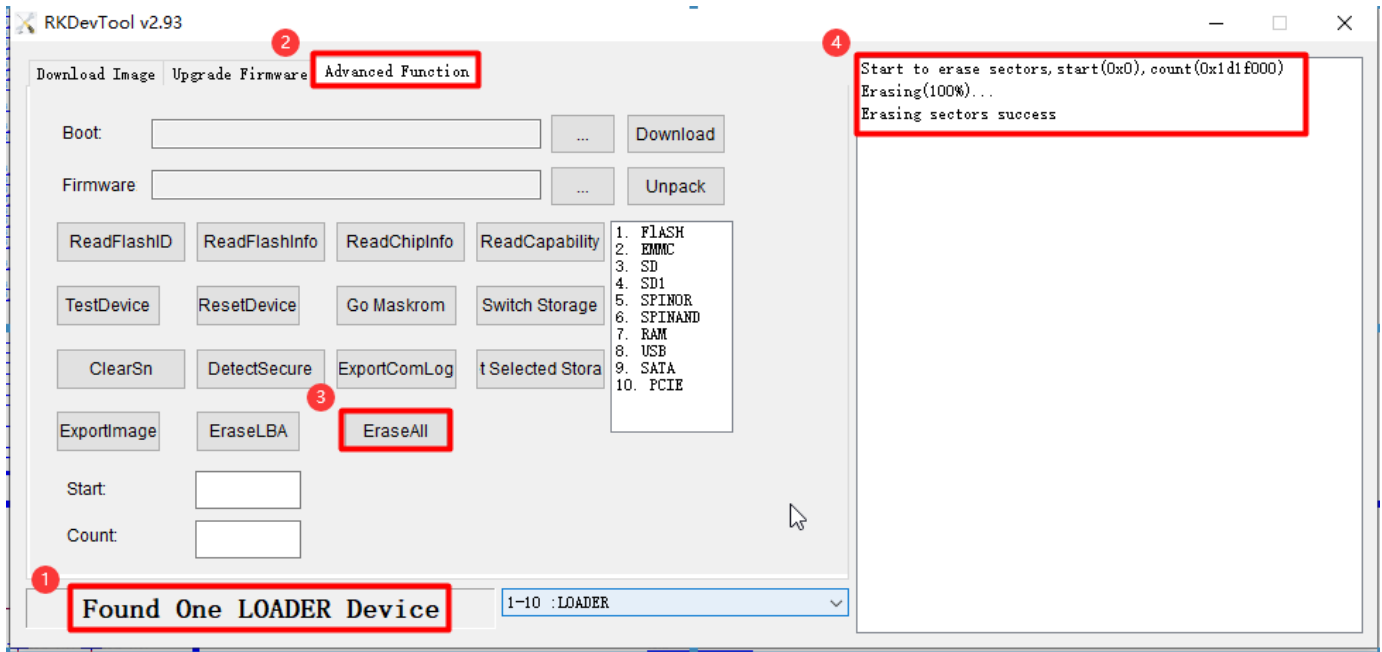 RKDevTool v2.93
2
4
Download Image
Upgrade Firmware
Advanced Function
Boot:
...
Download
Firmware
...
Unpack
ReadFlashID
ReadFlashInfo
ReadChipInfo
ReadCapability
TestDevice
ResetDevice
Go Maskrom
Switch Storage
ClearSn
DetectSecure
ExportComLog
t Selected Stora
3
ExportImage
EraseLBA
EraseAll
1. FlASH
2. EMMC
3. SD
4. SD1
5. SPINOR
6. SPINAND
7. RAM
8. USB
9. SATA
10. PCIE
Start:
Count:
1
Found One LOADER Device
1-10 :LOADER
Start to erase sectors,start(0x0),count(0x1d1f000)
Erasing(100%)...
Erasing sectors success